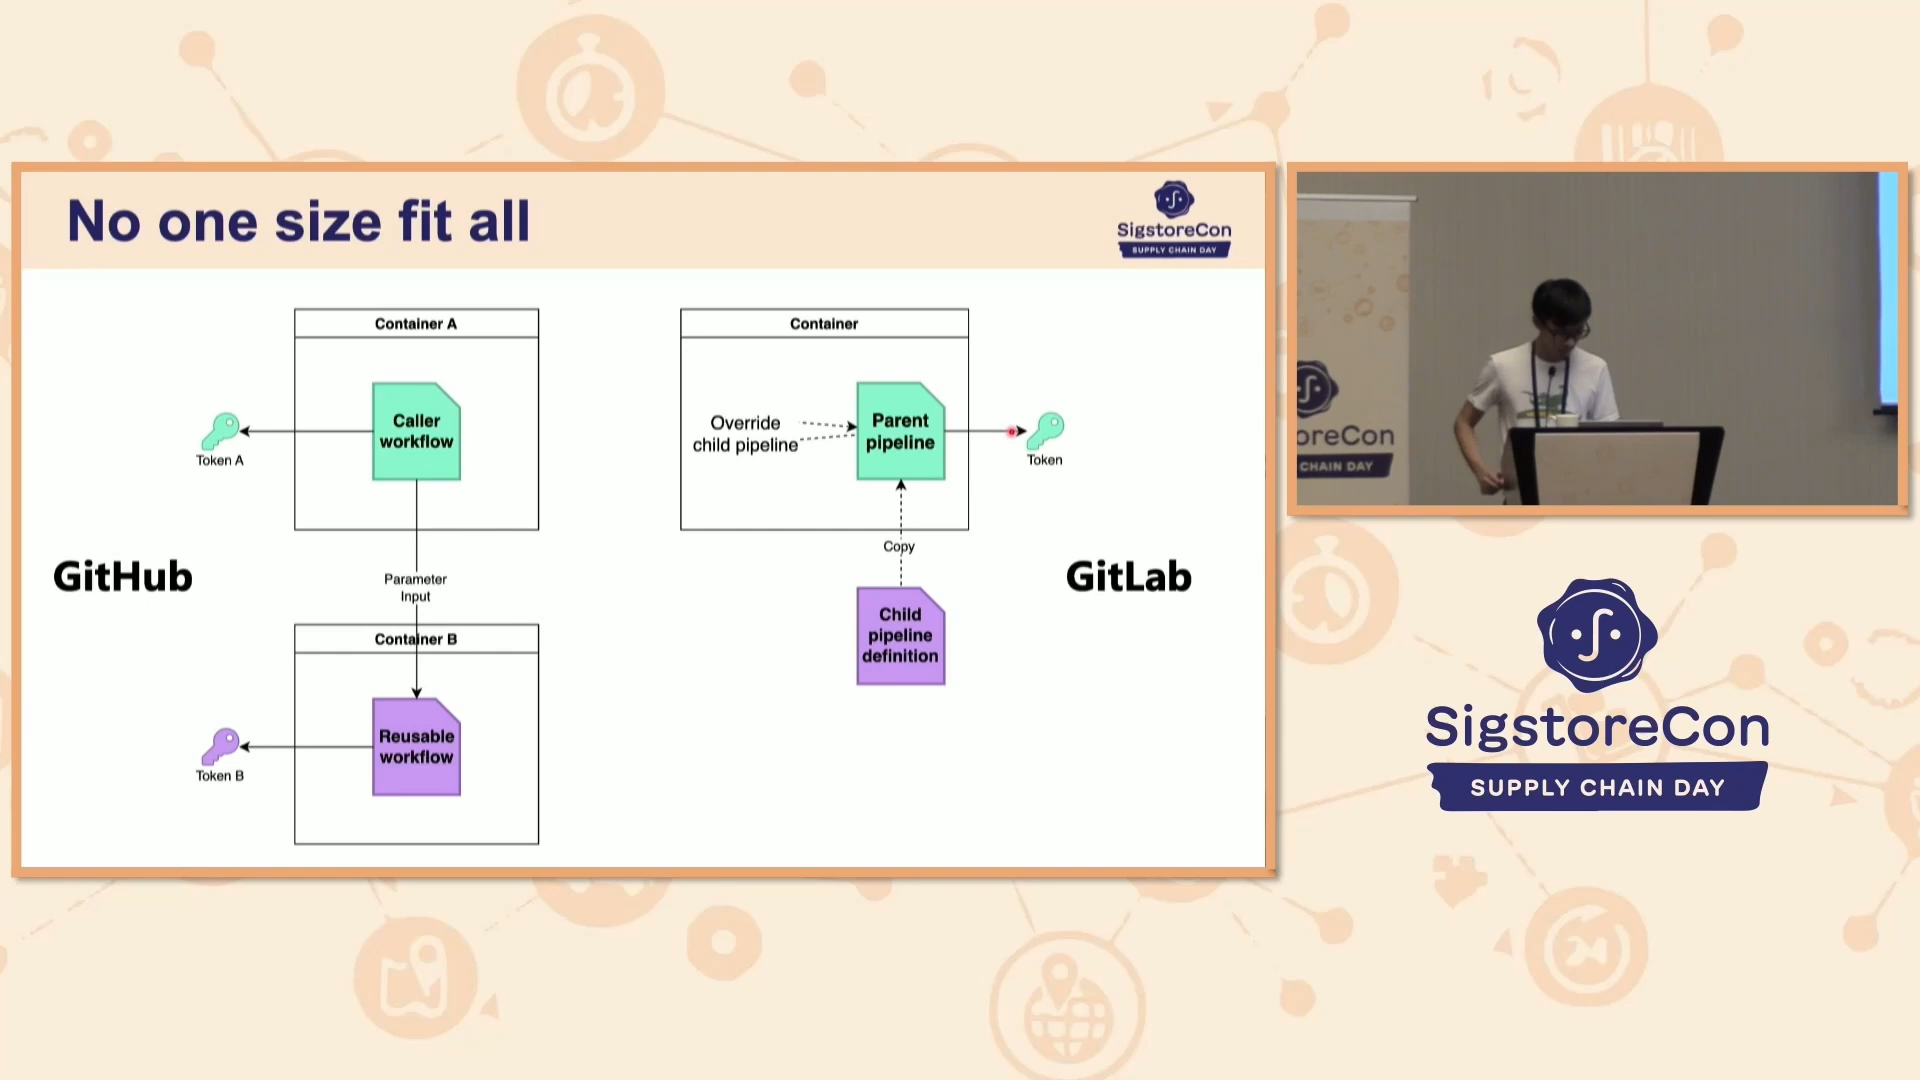 No one size fit all
SigstoreCon
SUPPLY CHAIN DAY
Container A
Caller
workflow
Token A
GitHub
Parameter
Input
Container B
Reusable
workflow
Token B
Container
Override
child pipeline
Parent
pipeline
Token
Copy
GitLab
Child
pipeline
definition
oreCon
CHAIN DAY
SigstoreCon
SUPPLY CHAIN DAY